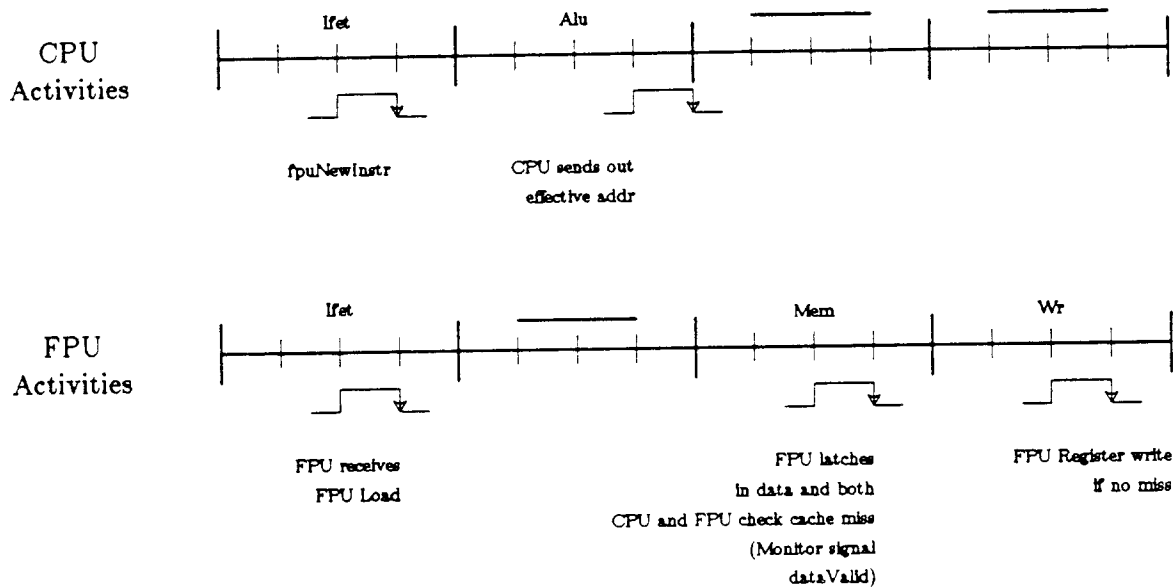 Ifet
Alu
CPU
Activities
fpuNewInstr
CPU sends out
effective addr
Ifet
Mem
Wr
FPU
Activities
FPU receives
FPU Load
FPU latches
in data and both
CPU and FPU check cache miss
(Monitor signal
dataValid)
FPU Register write
if no miss